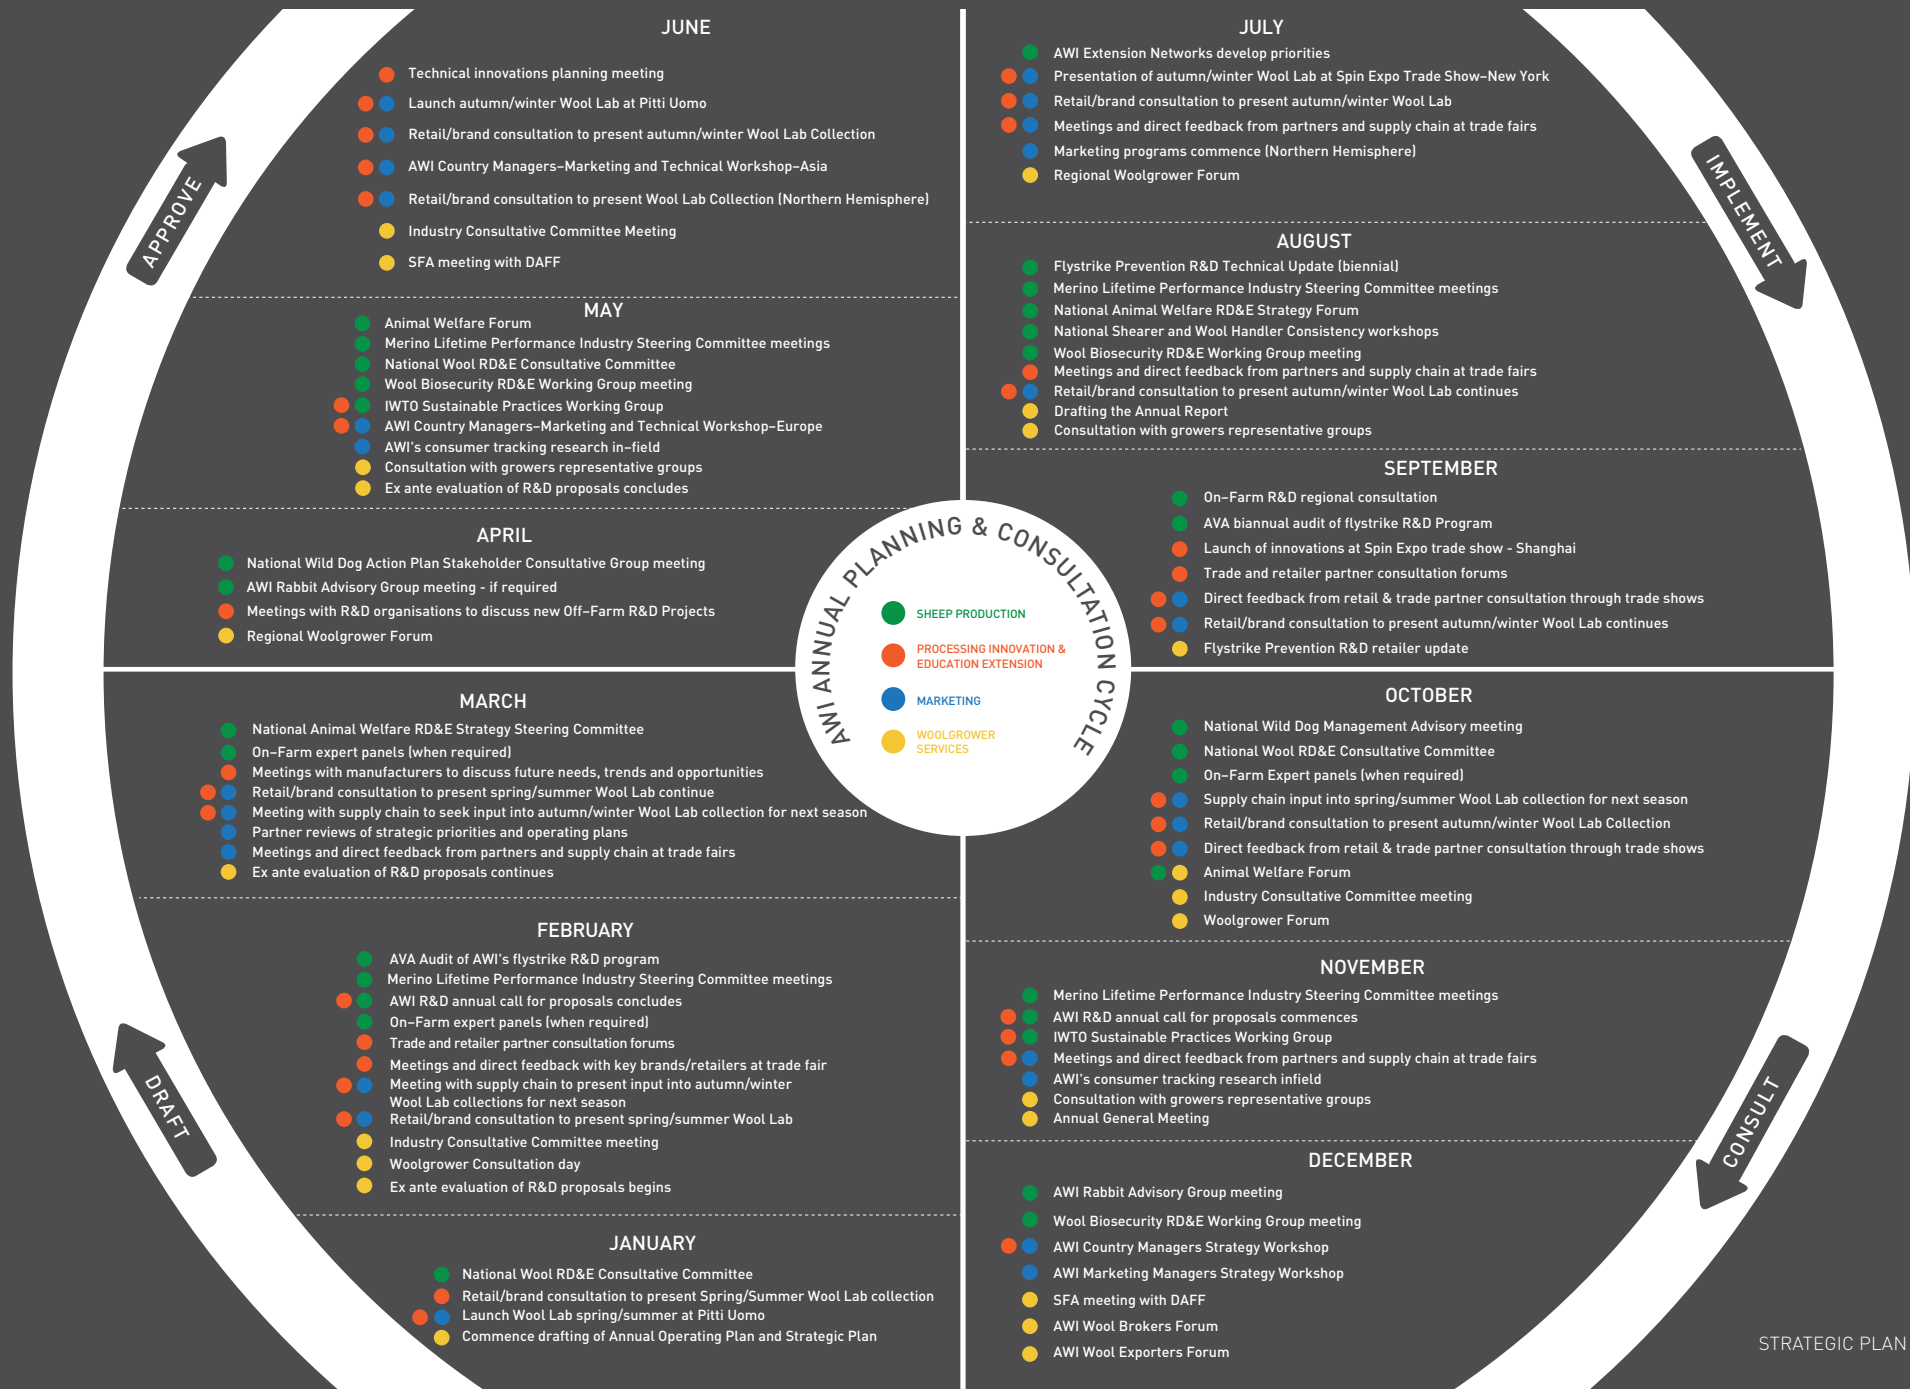 JUNE
Technical innovations planning meeting
Launch autumn/winter Wool Lab at Pitti Uomo
Retail/brand consultation to present autumn/winter Wool Lab Collection
AWI Country Managers–Marketing and Technical Workshop–Asia
Retail/brand consultation to present Wool Lab Collection (Northern Hemisphere)
Industry Consultative Committee Meeting
SFA meeting with DAFF
MAY
Animal Welfare Forum
Merino Lifetime Performance Industry Steering Committee meetings
National Wool RD&E Consultative Committee
Wool Biosecurity RD&E Working Group meeting
IWTO Sustainable Practices Working Group
AWI Country Managers–Marketing and Technical Workshop–Europe
AWI's consumer tracking research in–field
Consultation with growers representative groups
Ex ante evaluation of R&D proposals concludes
APRIL
National Wild Dog Action Plan Stakeholder Consultative Group meeting
AWI Rabbit Advisory Group meeting - if required
Meetings with R&D organisations to discuss new Off–Farm R&D Projects
Regional Woolgrower Forum
MARCH
National Animal Welfare RD&E Strategy Steering Committee
On–Farm expert panels (when required)
Meetings with manufacturers to discuss future needs, trends and opportunities
Retail/brand consultation to present spring/summer Wool Lab continue
Meeting with supply chain to seek input into autumn/winter Wool Lab collection for next season
Partner reviews of strategic priorities and operating plans
Meetings and direct feedback from partners and supply chain at trade fairs
Ex ante evaluation of R&D proposals continues
FEBRUARY
AVA Audit of AWI's flystrike R&D program
Merino Lifetime Performance Industry Steering Committee meetings
AWI R&D annual call for proposals concludes
On–Farm expert panels (when required)
Trade and retailer partner consultation forums
Meetings and direct feedback with key brands/retailers at trade fair
Meeting with supply chain to present input into autumn/winter
Wool Lab collections for next season
Retail/brand consultation to present spring/summer Wool Lab
Industry Consultative Committee meeting
Woolgrower Consultation day
Ex ante evaluation of R&D proposals begins
JANUARY
National Wool RD&E Consultative Committee
Retail/brand consultation to present Spring/Summer Wool Lab collection
Launch Wool Lab spring/summer at Pitti Uomo
Commence drafting of Annual Operating Plan and Strategic Plan
APPROVE
DRAFT
AWI ANNUAL PLANNING & CONSULTATION CYCLE
SHEEP PRODUCTION
PROCESSING INNOVATION &
EDUCATION EXTENSION
MARKETING
WOOLGROWER
SERVICES
JULY
AWI Extension Networks develop priorities
Presentation of autumn/winter Wool Lab at Spin Expo Trade Show–New York
Retail/brand consultation to present autumn/winter Wool Lab
Meetings and direct feedback from partners and supply chain at trade fairs
Marketing programs commence (Northern Hemisphere)
Regional Woolgrower Forum
AUGUST
Flystrike Prevention R&D Technical Update (biennial)
Merino Lifetime Performance Industry Steering Committee meetings
National Animal Welfare RD&E Strategy Forum
National Shearer and Wool Handler Consistency workshops
Wool Biosecurity RD&E Working Group meeting
Meetings and direct feedback from partners and supply chain at trade fairs
Retail/brand consultation to present autumn/winter Wool Lab continues
Drafting the Annual Report
Consultation with growers representative groups
SEPTEMBER
On–Farm R&D regional consultation
AVA biannual audit of flystrike R&D Program
Launch of innovations at Spin Expo trade show - Shanghai
Trade and retailer partner consultation forums
Direct feedback from retail & trade partner consultation through trade shows
Retail/brand consultation to present autumn/winter Wool Lab continues
Flystrike Prevention R&D retailer update
OCTOBER
National Wild Dog Management Advisory meeting
National Wool RD&E Consultative Committee
On–Farm Expert panels (when required)
Supply chain input into spring/summer Wool Lab collection for next season
Retail/brand consultation to present autumn/winter Wool Lab Collection
Direct feedback from retail & trade partner consultation through trade shows
Animal Welfare Forum
Industry Consultative Committee meeting
Woolgrower Forum
NOVEMBER
Merino Lifetime Performance Industry Steering Committee meetings
AWI R&D annual call for proposals commences
IWTO Sustainable Practices Working Group
Meetings and direct feedback from partners and supply chain at trade fairs
AWI's consumer tracking research infield
Consultation with growers representative groups
Annual General Meeting
DECEMBER
AWI Rabbit Advisory Group meeting
Wool Biosecurity RD&E Working Group meeting
AWI Country Managers Strategy Workshop
AWI Marketing Managers Strategy Workshop
SFA meeting with DAFF
AWI Wool Brokers Forum
AWI Wool Exporters Forum
IMPLEMENT
CONSULT
STRATEGIC PLAN